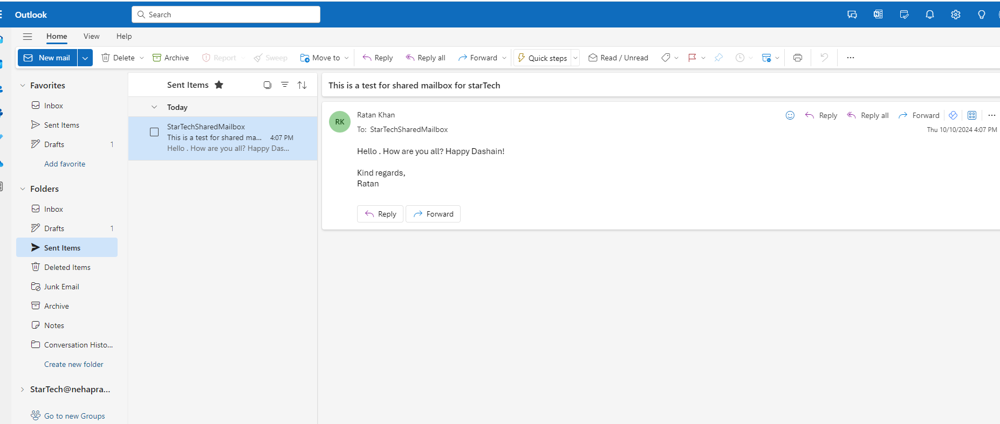 Outlook
Search
Home View Help
New mail Delete Archive Report Sweep Move to Reply Reply all Forward Quick steps Read / Unread ...
Favorites
Inbox
Sent Items
Drafts 1
Add favorite
Folders
Inbox
Drafts 1
Sent Items
Deleted Items
Junk Email
Archive
Notes
Conversation Histo...
Create new folder
StarTech@nehapra...
Go to new Groups
Sent Items
Today
StarTechSharedMailbox
This is a test for shared ma... 4:07 PM
Hello . How are you all? Happy Das...
This is a test for shared mailbox for starTech
RK
Ratan Khan
Reply Reply all Forward ...
To: StarTechSharedMailbox
Thu 10/10/2024 4:07 PM
Hello . How are you all? Happy Dashain!
Kind regards,
Ratan
Reply Forward